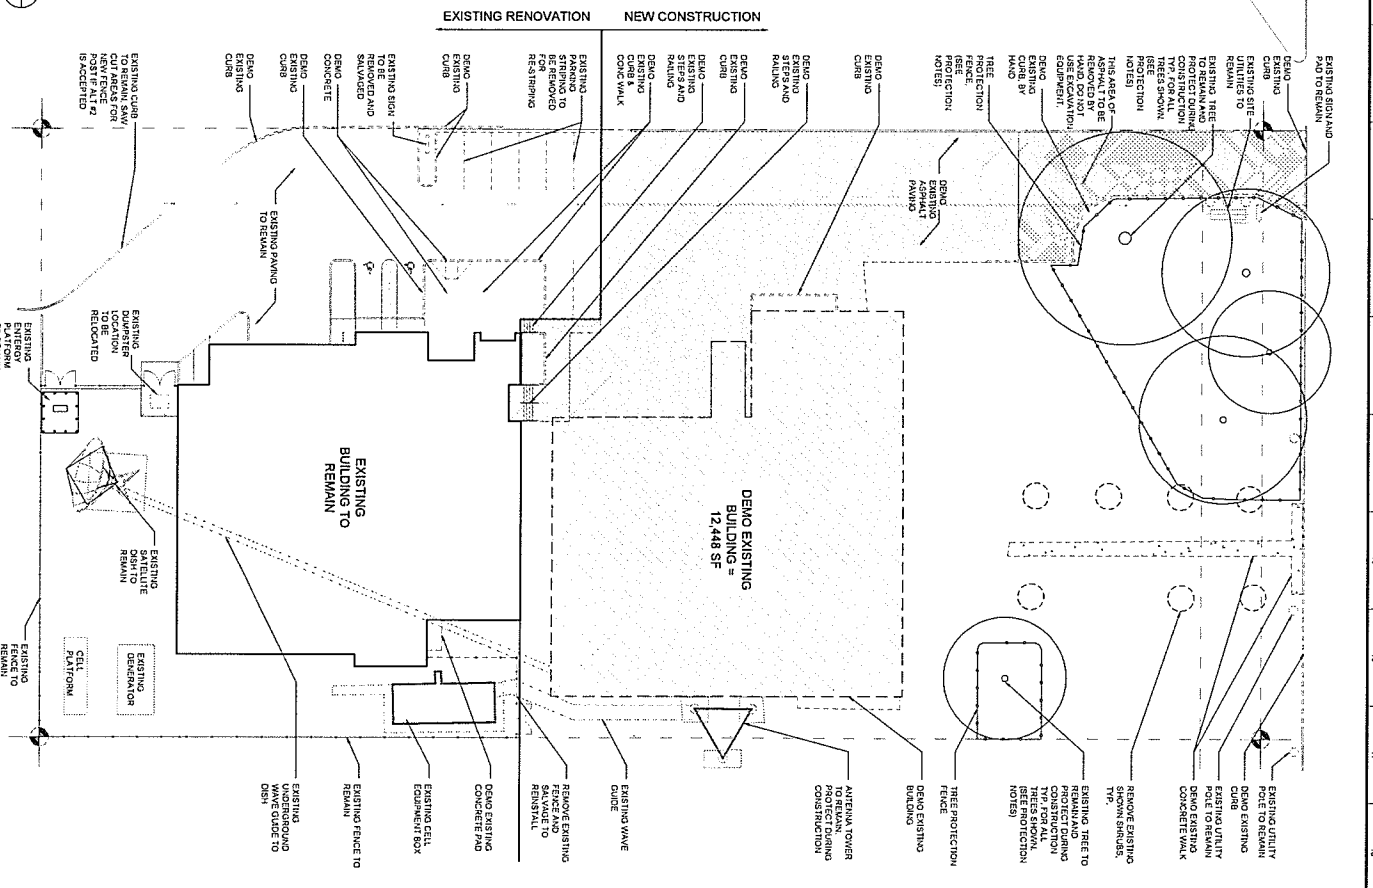 EXISTING RENOVATION
NEW CONSTRUCTION
EXISTING SIGN AND
PAD TO REMAIN
DEMO
EXISTING
CURB
EXISTING SITE
UTILITIES TO
REMAIN
EXISTING TREE
TO REMAIN AND
PROTECT DURING
CONSTRUCTION
TYP. FOR ALL
TREES SHOWN.
(SEE
PROTECTION
NOTES)
THIS AREA OF
ASPHALT TO BE
REMOVED BY
HAND, DO NOT
USE EXCAVATION
EQUIPMENT.
DEMO
EXISTING
CURB, BY
HAND
TREE
PROTECTION
FENCE.
(SEE
PROTECTION
NOTES)
DEMO
EXISTING
CURB
DEMO
EXISTING
STEPS AND
RAILING
DEMO
EXISTING
CURB
DEMO
EXISTING
STEPS AND
RAILING
DEMO
EXISTING
CURB &
CONC WALK
EXISTING
PARKING
STRIPING TO
BE REMOVED
FOR
RE-STRIPING
DEMO
EXISTING
CURB
EXISTING SIGN
TO BE
REMOVED AND
SALVAGED
DEMO
CONCRETE
DEMO
EXISTING
CURB
DEMO
EXISTING
CURB
EXISTING CURB
TO REMAIN, SAW
CUT AREAS FOR
NEW FENCE
POST IF ALT #2
IS ACCEPTED
DEMO
EXISTING
ASPHALT
PAVING
EXISTING PAVING
TO REMAIN
EXISTING
DUMPSTER
LOCATION
TO BE
RELOCATED
EXISTING
ENTERGY
PLATFORM
EXISTING
BUILDING TO
REMAIN
DEMO EXISTING
BUILDING =
12,448 SF
EXISTING
SATELLITE
DISH TO
REMAIN
CELL
PLATFORM
EXISTING
GENERATOR
EXISTING
FENCE TO
REMAIN
EXISTING UTILITY
POLE TO REMAIN
DEMO EXISTING
CURB
EXISTING UTILITY
POLE TO REMAIN
DEMO EXISTING
CONCRETE WALK
REMOVE EXISTING
SHOWN SHRUBS,
TYP.
EXISTING TREE TO
REMAIN AND
PROTECT DURING
CONSTRUCTION
TYP. FOR ALL
TREES SHOWN.
(SEE PROTECTION
NOTES)
TREE PROTECTION
FENCE
DEMO EXISTING
BUILDING
ANTENNA TOWER
TO REMAIN.
PROTECT DURING
CONSTRUCTION
EXISTING WAVE
GUIDE
REMOVE EXISTING
FENCE AND
SALVAGE TO
REINSTALL
DEMO EXISTING
CONCRETE PAD
EXISTING CELL
EQUIPMENT BOX
EXISTING FENCE TO
REMAIN
EXISTING
UNDERGROUND
WAVE GUIDE TO
DISH